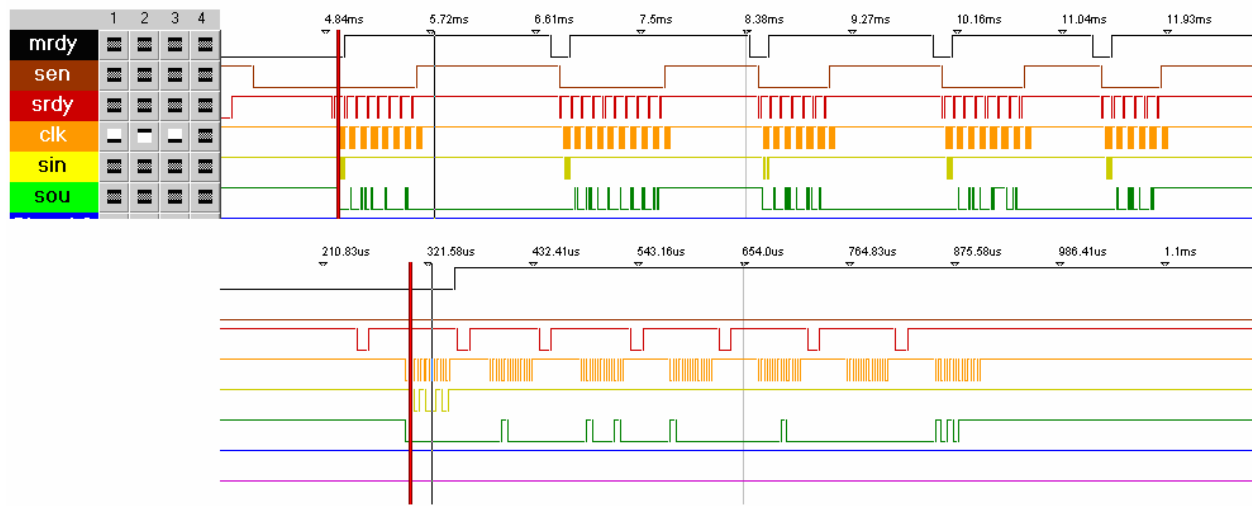 1 2 3 4 4.84ms 5.72ms 6.61ms 7.5ms 8.38ms 9.27ms 10.16ms 11.04ms 11.93ms
mrdy
sen
srdy
clk
sin
sou
210.83us 321.58us 432.41us 543.16us 654.0us 764.83us 875.58us 986.41us 1.1ms